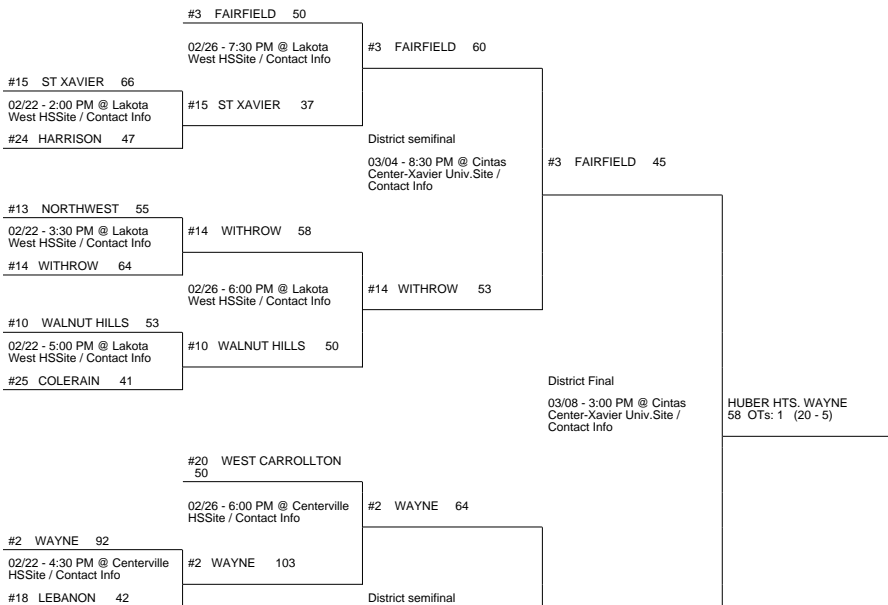 #3 FAIRFIELD 50
02/26 - 7:30 PM @ Lakota
West HSSite / Contact Info
#3 FAIRFIELD 60
#15 ST XAVIER 66
02/22 - 2:00 PM @ Lakota
West HSSite / Contact Info
#15 ST XAVIER 37
#24 HARRISON 47
District semifinal
03/04 - 8:30 PM @ Cintas
Center-Xavier Univ.Site /
Contact Info
#3 FAIRFIELD 45
#13 NORTHWEST 55
02/22 - 3:30 PM @ Lakota
West HSSite / Contact Info
#14 WITHROW 58
#14 WITHROW 64
02/26 - 6:00 PM @ Lakota
West HSSite / Contact Info
#14 WITHROW 53
#10 WALNUT HILLS 53
02/22 - 5:00 PM @ Lakota
West HSSite / Contact Info
#10 WALNUT HILLS 50
#25 COLERAIN 41
District Final
03/08 - 3:00 PM @ Cintas
Center-Xavier Univ.Site /
Contact Info
HUBER HTS. WAYNE
58 OTs: 1 (20 - 5)
#20 WEST CARROLLTON
50
02/26 - 6:00 PM @ Centerville
HSSite / Contact Info
#2 WAYNE 64
#2 WAYNE 92
02/22 - 4:30 PM @ Centerville
HSSite / Contact Info
#2 WAYNE 103
#18 LEBANON 42
District semifinal